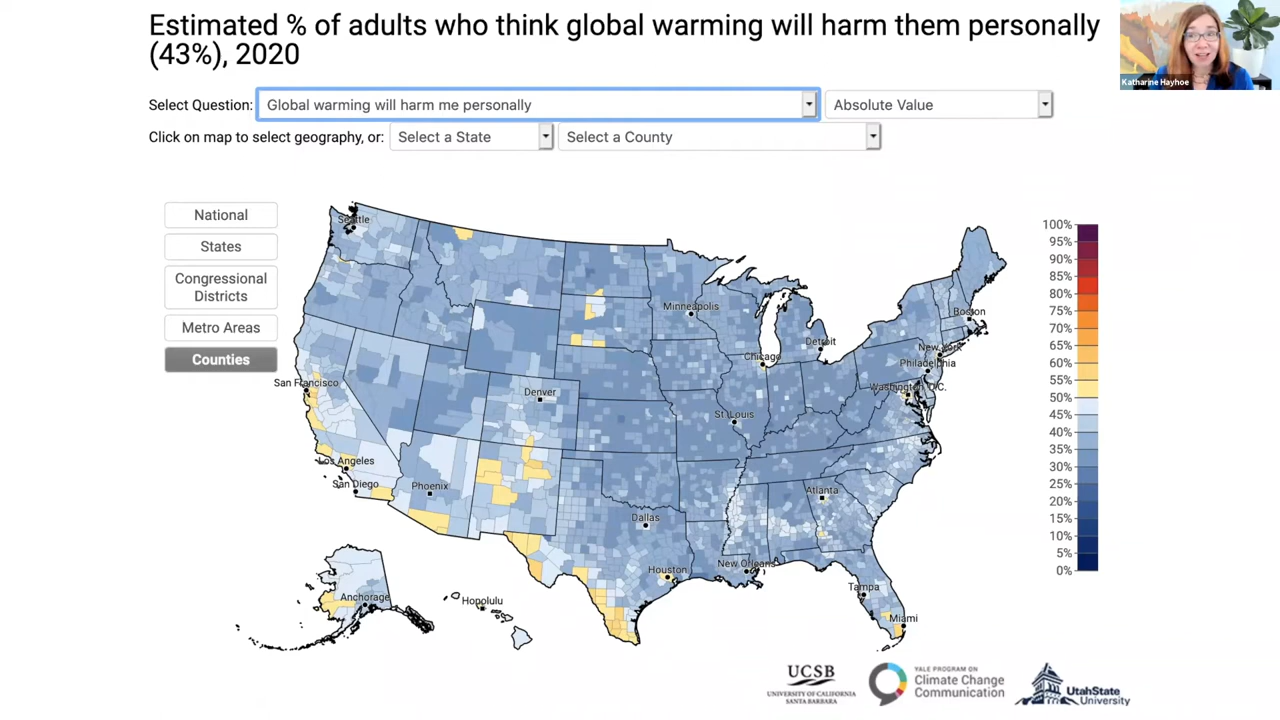 Estimated % of adults who think global warming will harm them personally
(43%), 2020
Katharine Hayhoe
Select Question: Global warming will harm me personally
Absolute Value
Click on map to select geography, or: Select a State
Select a County
National
States
Congressional
Districts
Metro Areas
Counties
Seattle
Minneapolis
Boston
Detroit
New York
Chicago
Philadelphia
San Francisco
Washington D.C.
Denver
St Louis
Los Angeles
San Diego
Phoenix
Atlanta
Dallas
Houston
New Orleans
Tampa
Anchorage
Honolulu
Miami
100%
95%
90%
85%
80%
75%
70%
65%
60%
55%
50%
45%
40%
35%
30%
25%
20%
15%
10%
5%
0%
UCSB
UNIVERSITY OF CALIFORNIA
SANTA BARBARA
YALE PROGRAM ON
Climate Change
Communication
UtahState
University